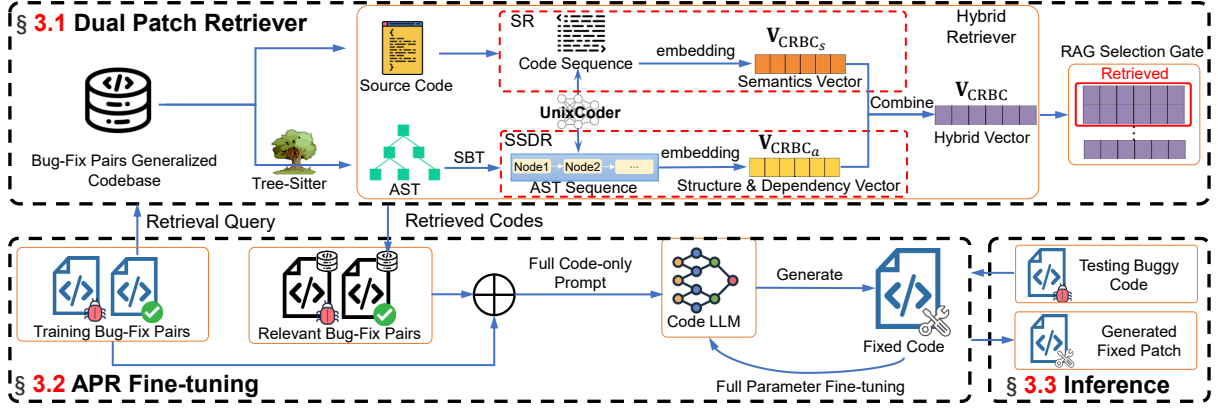 § 3.1 Dual Patch Retriever
Bug-Fix Pairs Generalized
Codebase
Tree-Sitter
Source Code
AST
SBT
SR
Code Sequence
UnixCoder
SSDR
Node1
Node2
...
AST Sequence
embedding
V_CRBC_s
Semantics Vector
embedding
V_CRBC_a
Structure & Dependency Vector
Combine
Hybrid
Retriever
V_CRBC
Hybrid Vector
RAG Selection Gate
Retrieved
Retrieval Query
Retrieved Codes
Training Bug-Fix Pairs
Relevant Bug-Fix Pairs
Full Code-only
Prompt
Code LLM
Generate
Fixed Code
Full Parameter Fine-tuning
§ 3.2 APR Fine-tuning
Testing Buggy
Code
Generated
Fixed Patch
§ 3.3 Inference